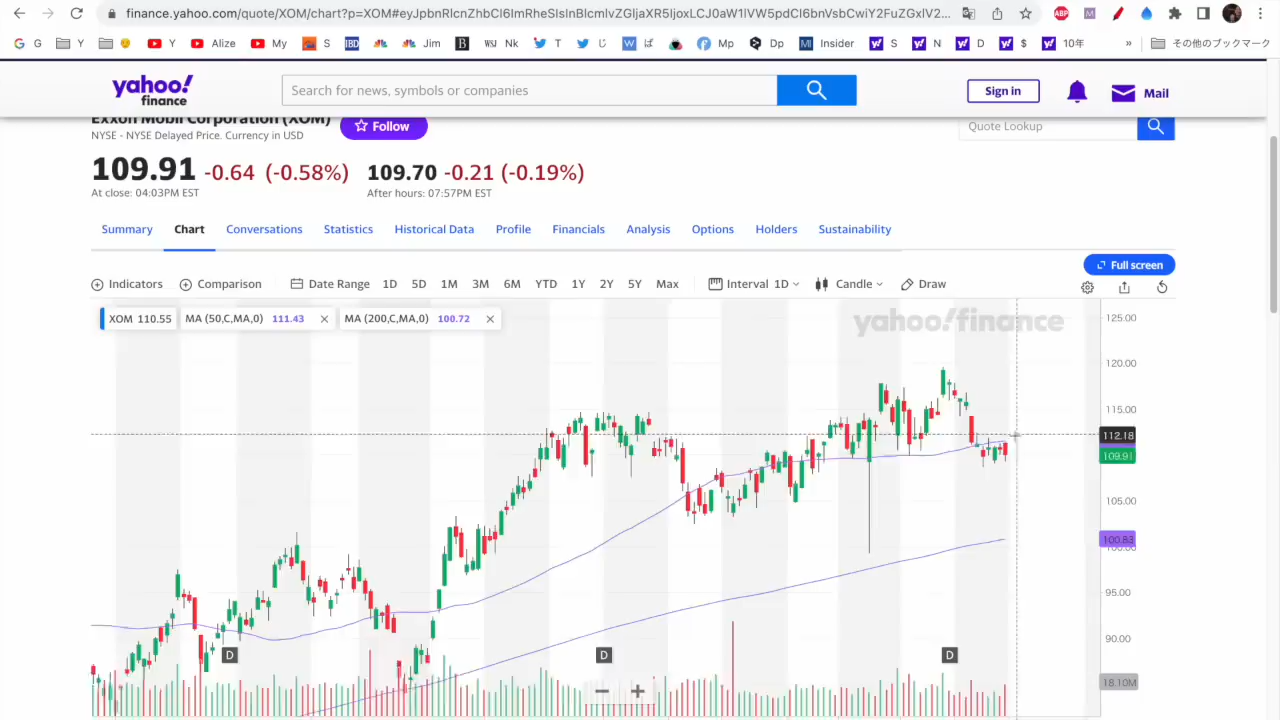 finance.yahoo.com/quote/XOM/chart?p=XOM#
G Y Y Alize My S IBD Jim B WSJ Nk T じ W ば Mp Dp MI Insider S N D $ 10年 » その他のブックマーク
yahoo! finance
Search for news, symbols or companies
Sign in
Mail
Exxon Mobil Corporation (XOM)
Follow
NYSE - NYSE Delayed Price. Currency in USD
Quote Lookup
109.91 -0.64 (-0.58%) 109.70 -0.21 (-0.19%)
At close: 04:03PM EST After hours: 07:57PM EST
Summary Chart Conversations Statistics Historical Data Profile Financials Analysis Options Holders Sustainability
Full screen
Indicators Comparison Date Range 1D 5D 1M 3M 6M YTD 1Y 2Y 5Y Max Interval 1D Candle Draw
XOM 110.55 MA (50,C,MA,0) 111.43 MA (200,C,MA,0) 100.72
yahoo!finance
125.00
120.00
115.00
112.18
109.91
105.00
100.83
100.00
95.00
90.00
D D D
18.10M